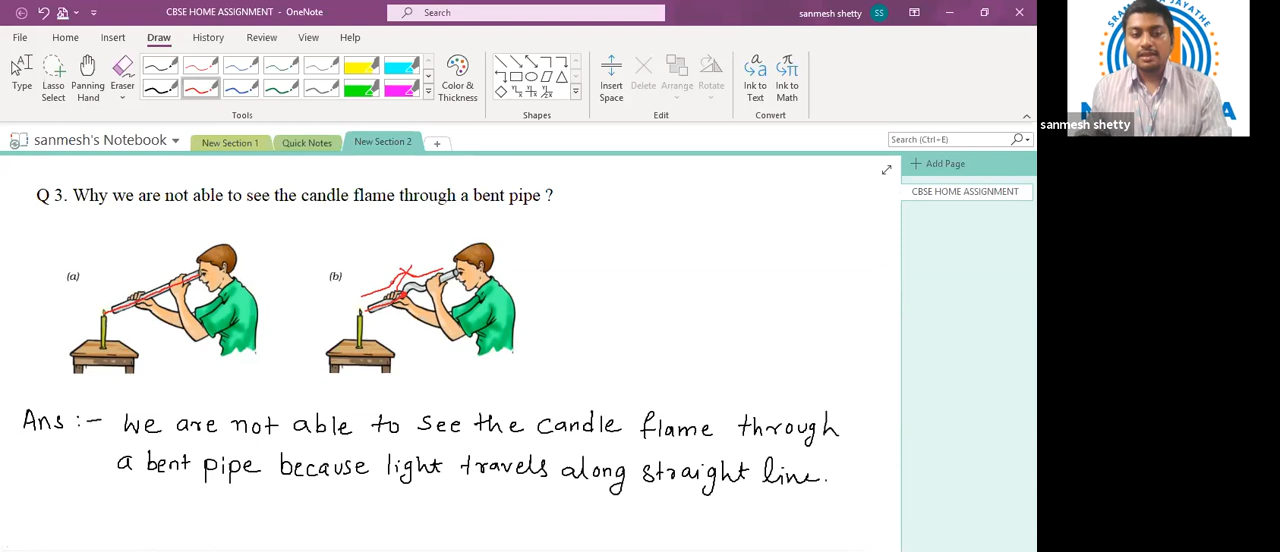 CBSE HOME ASSIGNMENT - OneNote
Search
sanmesh shetty
SS
File Home Insert Draw History Review View Help
Type
Lasso Select
Panning Hand
Eraser
Color & Thickness
Insert Space
Delete
Arrange
Rotate
Ink to Text
Ink to Math
Tools
Shapes
Edit
Convert
sanmesh's Notebook
New Section 1
Quick Notes
New Section 2
Search (Ctrl+E)
Add Page
CBSE HOME ASSIGNMENT
Q 3. Why we are not able to see the candle flame through a bent pipe ?
(a)
(b)
Ans :- We are not able to see the candle flame through
a bent pipe because light travels along straight line.
JAYATHE
sanmesh shetty